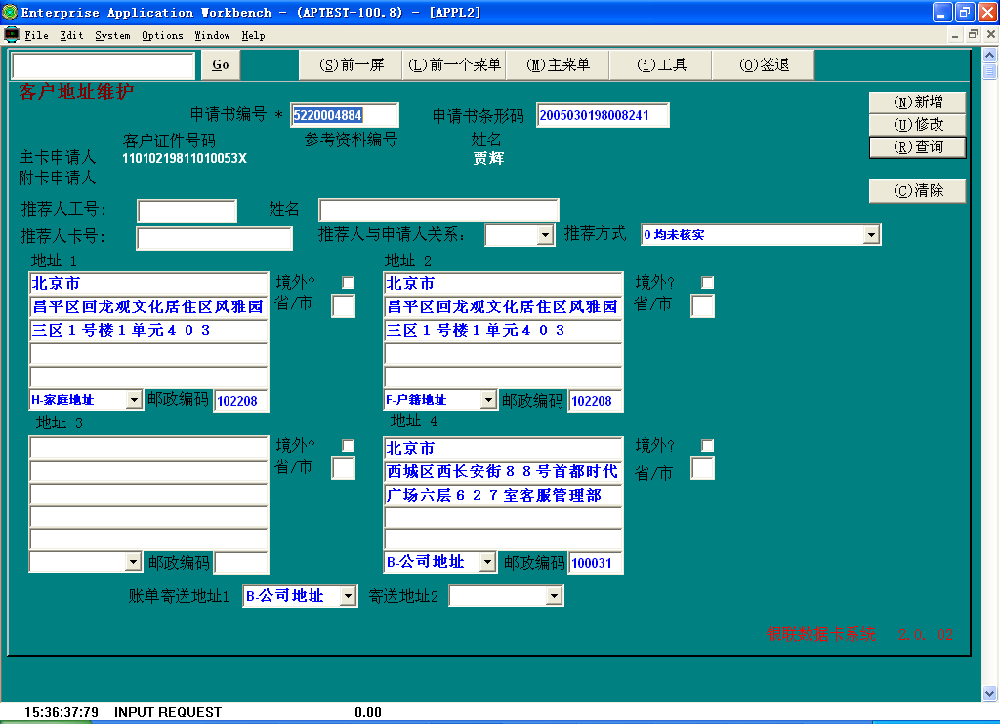 Enterprise Application Workbench - (APTEST-100.8) - [APPL2]
File Edit System Options Window Help
Go (S)前一屏 (L)前一个菜单 (M)主菜单 (i)工具 (O)签退
客户地址维护
(N)新增
申请书编号 * 5220004884 申请书条形码 2005030198008241
(U)修改
客户证件号码 参考资料编号 姓名
(R)查询
主卡申请人 11010219811010053X 贾辉
附卡申请人
(C)清除
推荐人工号: 姓名
推荐人卡号: 推荐人与申请人关系: 推荐方式 0 均未核实
地址 1 地址 2
北京市 境外? 北京市 境外?
昌平区回龙观文化居住区风雅园 省/市 昌平区回龙观文化居住区风雅园 省/市
三区１号楼１单元４０３ 三区１号楼１单元４０３
H-家庭地址 邮政编码 102208 F-户籍地址 邮政编码 102208
地址 3 地址 4
境外? 北京市 境外?
省/市 西城区西长安街８８号首都时代 省/市
广场六层６２７室客服管理部
邮政编码 B-公司地址 邮政编码 100031
账单寄送地址1 B-公司地址 寄送地址2
银联数据卡系统 2.0. 02
15:36:37:79 INPUT REQUEST 0.00